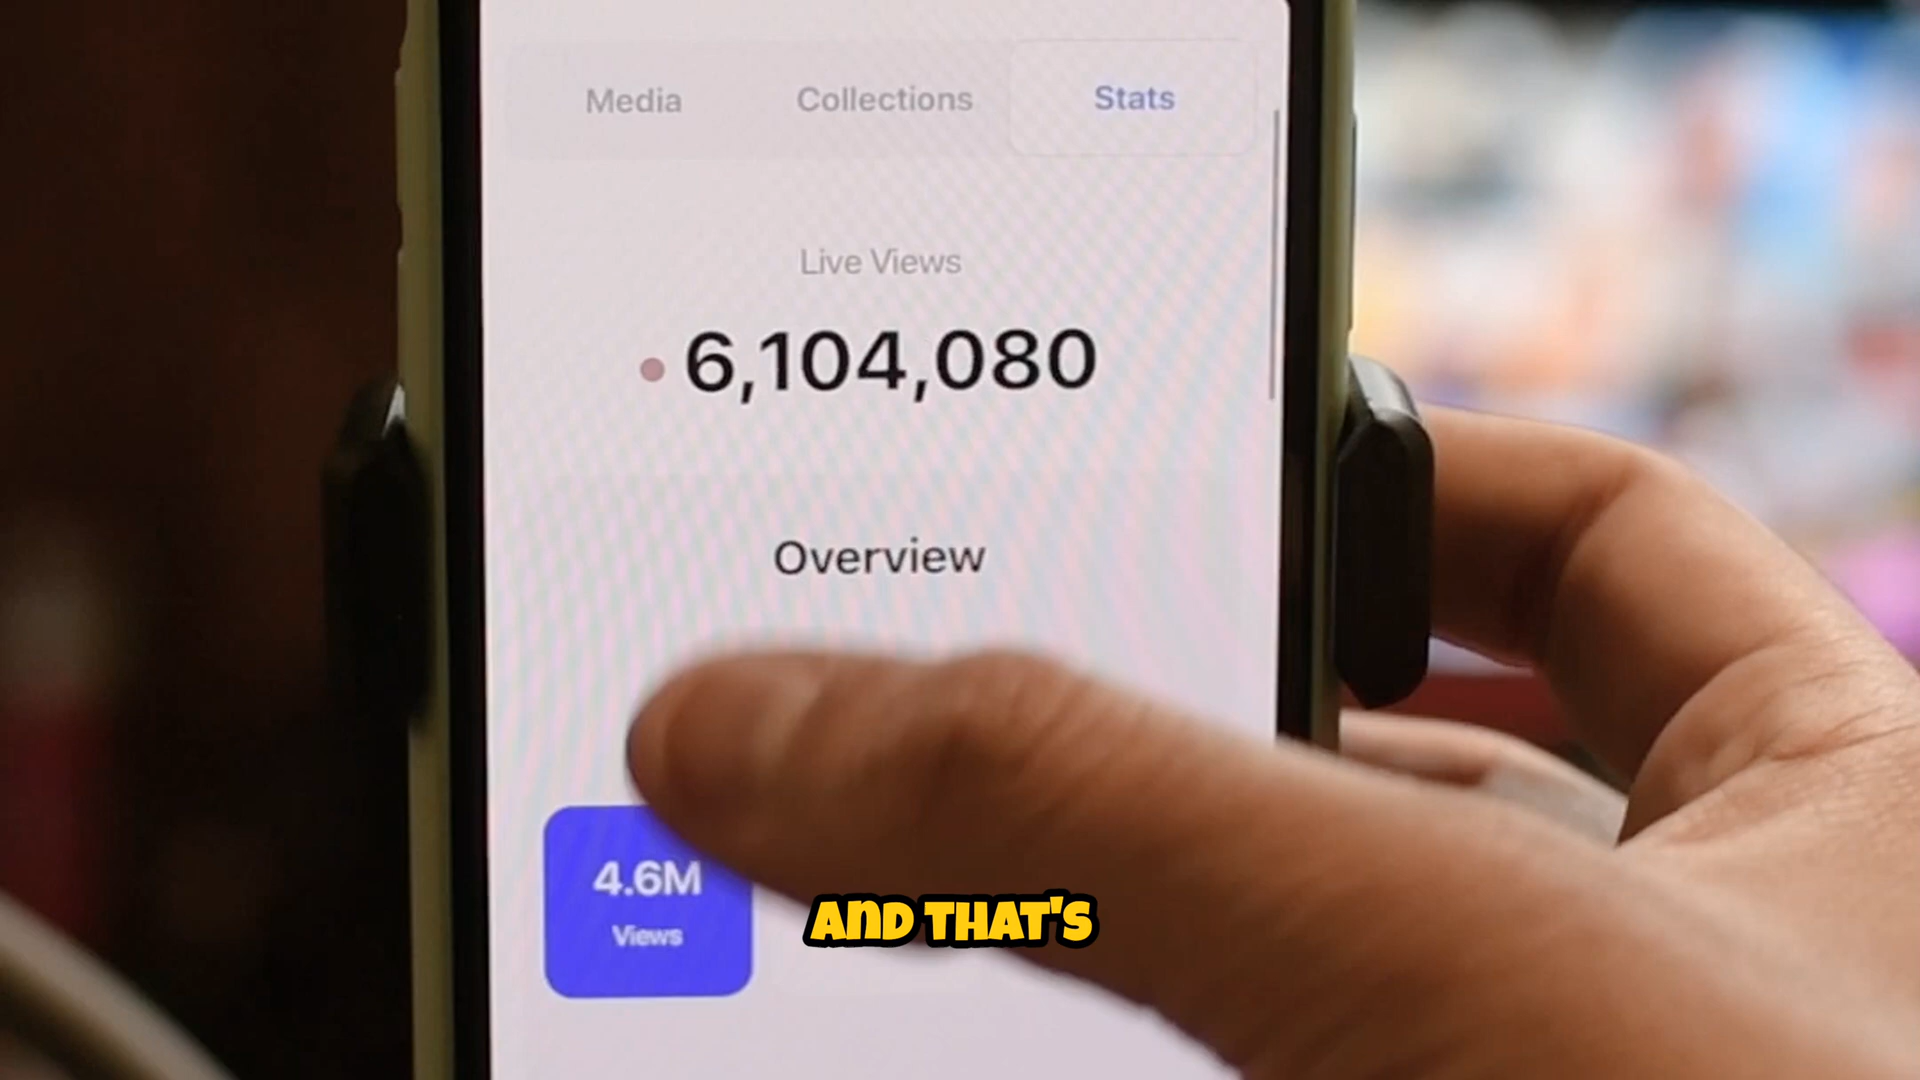 Media Collections Stats
Live Views
6,104,080
Overview
4.6M
Views
AND THAT'S